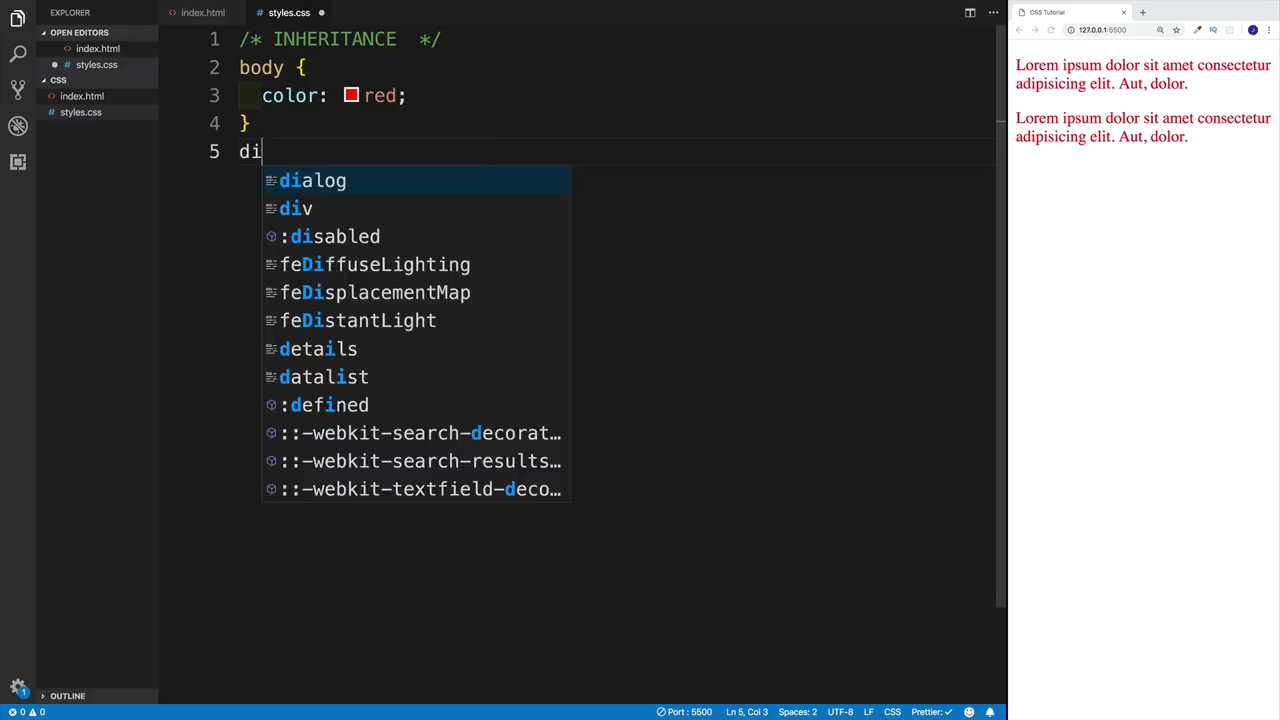 EXPLORER
OPEN EDITORS
index.html
styles.css
CSS
index.html
styles.css
OUTLINE
index.html
styles.css
1 /* INHERITANCE  */
2 body {
3 color: red;
4 }
5 di
dialog
div
:disabled
feDiffuseLighting
feDisplacementMap
feDistantLight
details
datalist
:defined
::-webkit-search-decorat…
::-webkit-search-results…
::-webkit-textfield-deco…
1
0 0
Port : 5500
Ln 5, Col 3
Spaces: 2
UTF-8
LF
CSS
Prettier: ✓
CSS Tutorial
127.0.0.1:5500
IQ
J
Lorem ipsum dolor sit amet consectetur
adipisicing elit. Aut, dolor.
Lorem ipsum dolor sit amet consectetur
adipisicing elit. Aut, dolor.